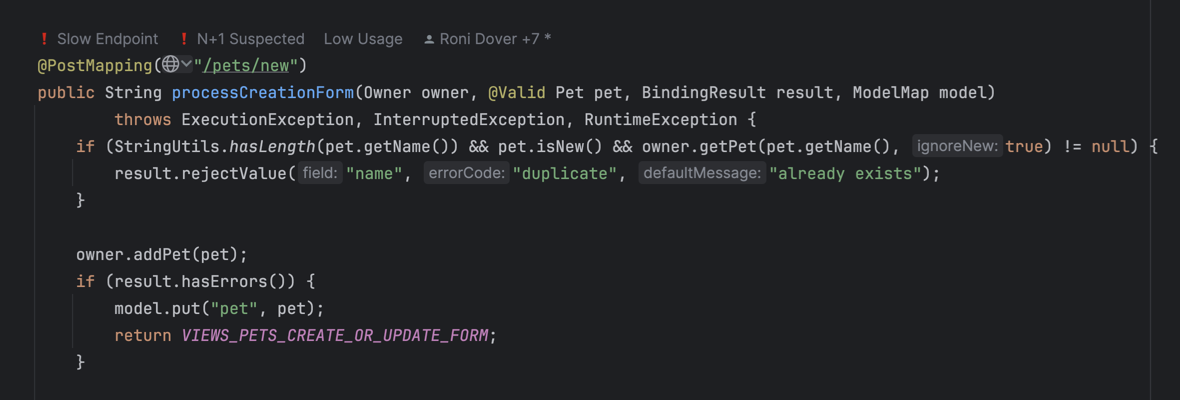 ! Slow Endpoint ! N+1 Suspected Low Usage Roni Dover +7 *
@PostMapping("/pets/new")
public String processCreationForm(Owner owner, @Valid Pet pet, BindingResult result, ModelMap model)
throws ExecutionException, InterruptedException, RuntimeException {
if (StringUtils.hasLength(pet.getName()) && pet.isNew() && owner.getPet(pet.getName(), ignoreNew: true) != null) {
result.rejectValue( field: "name", errorCode: "duplicate", defaultMessage: "already exists");
}
owner.addPet(pet);
if (result.hasErrors()) {
model.put("pet", pet);
return VIEWS_PETS_CREATE_OR_UPDATE_FORM;
}